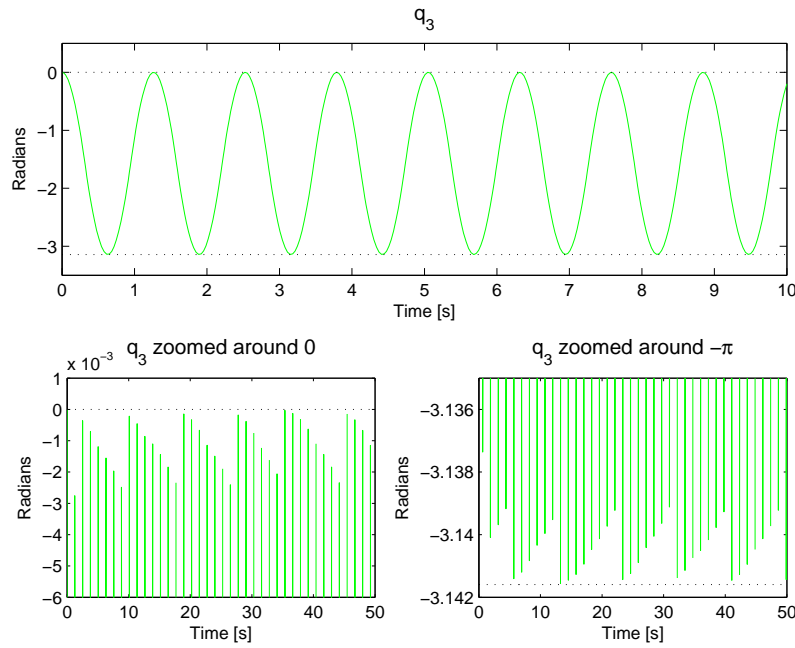 q3
0
−1
−2
−3
Radians
0 1 2 3 4 5 6 7 8 9 10
Time [s]
q3 zoomed around 0
x 10−3
1
0
−1
−2
−3
−4
−5
−6
Radians
0 10 20 30 40 50
Time [s]
q3 zoomed around −π
−3.136
−3.138
−3.14
−3.142
Radians
0 10 20 30 40 50
Time [s]